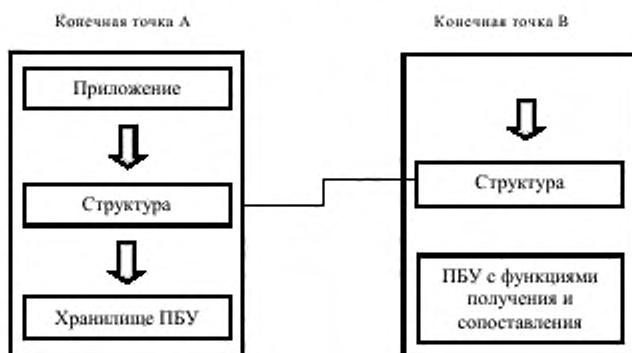 Конечная точка А
Конечная точка В
Приложение
Структура
Хранилище ПБУ
Структура
ПБУ с функциями
получения и
сопоставления